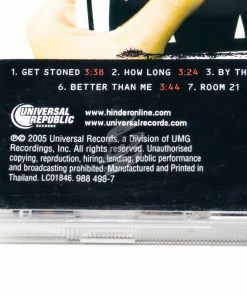 1. GET STONED 3:38 2. HOW LONG 3:24 3. BY TH
6. BETTER THAN ME 3:44 7. ROOM 21
UNIVERSAL
REPUBLIC
RECORDS
www.hinderonline.com
www.universalrecords.com
℗© 2005 Universal Records, a Division of UMG
Recordings, Inc. All rights reserved. Unauthorised
copying, reproduction, hiring, lending, public performance
and broadcasting prohibited. Manufactured and Printed in
Thailand. LC01846. 988 498-7